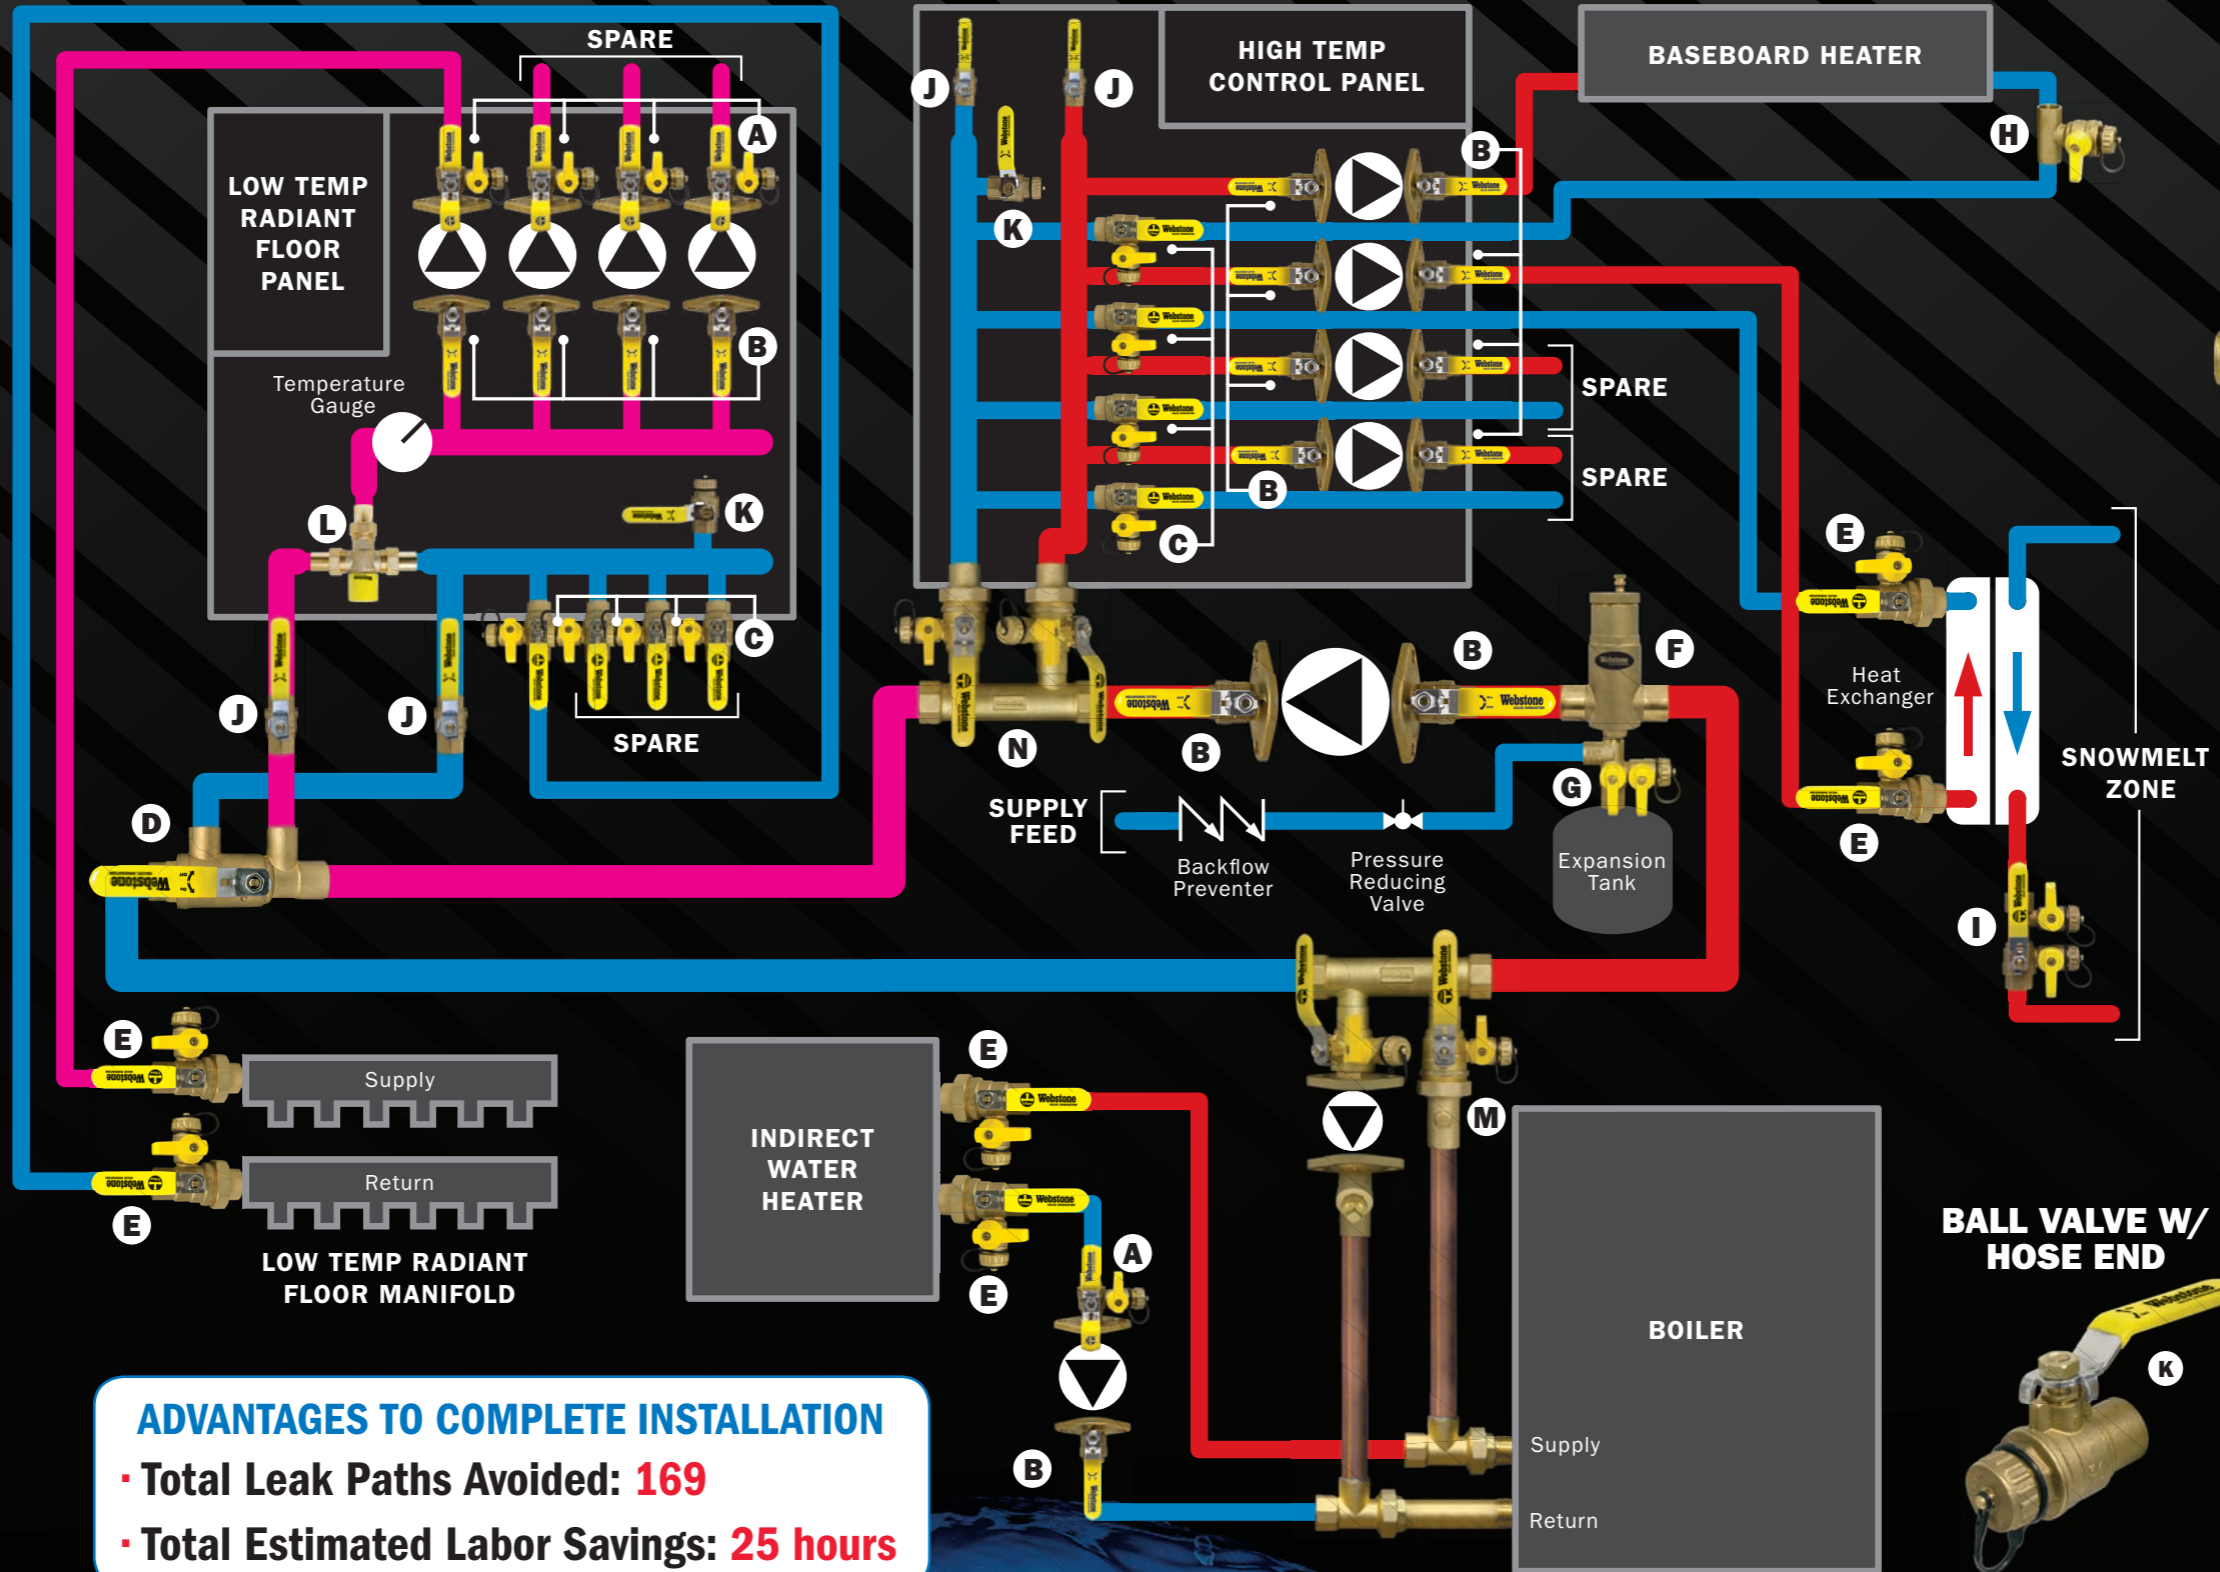 SPARE
A
LOW TEMP
RADIANT
FLOOR
PANEL
B
Temperature
Gauge
L
K
C
J
J
SPARE
D
J
J
HIGH TEMP
CONTROL PANEL
K
B
B
C
SPARE
SPARE
BASEBOARD HEATER
H
E
Heat
Exchanger
E
SNOWMELT
ZONE
I
N
B
B
F
G
SUPPLY
FEED
Backflow
Preventer
Pressure
Reducing
Valve
Expansion
Tank
E
Supply
Return
E
LOW TEMP RADIANT
FLOOR MANIFOLD
INDIRECT
WATER
HEATER
E
E
A
B
M
BOILER
Supply
Return
BALL VALVE W/
HOSE END
Webstone
K
ADVANTAGES TO COMPLETE INSTALLATION
· Total Leak Paths Avoided: 169
· Total Estimated Labor Savings: 25 hours